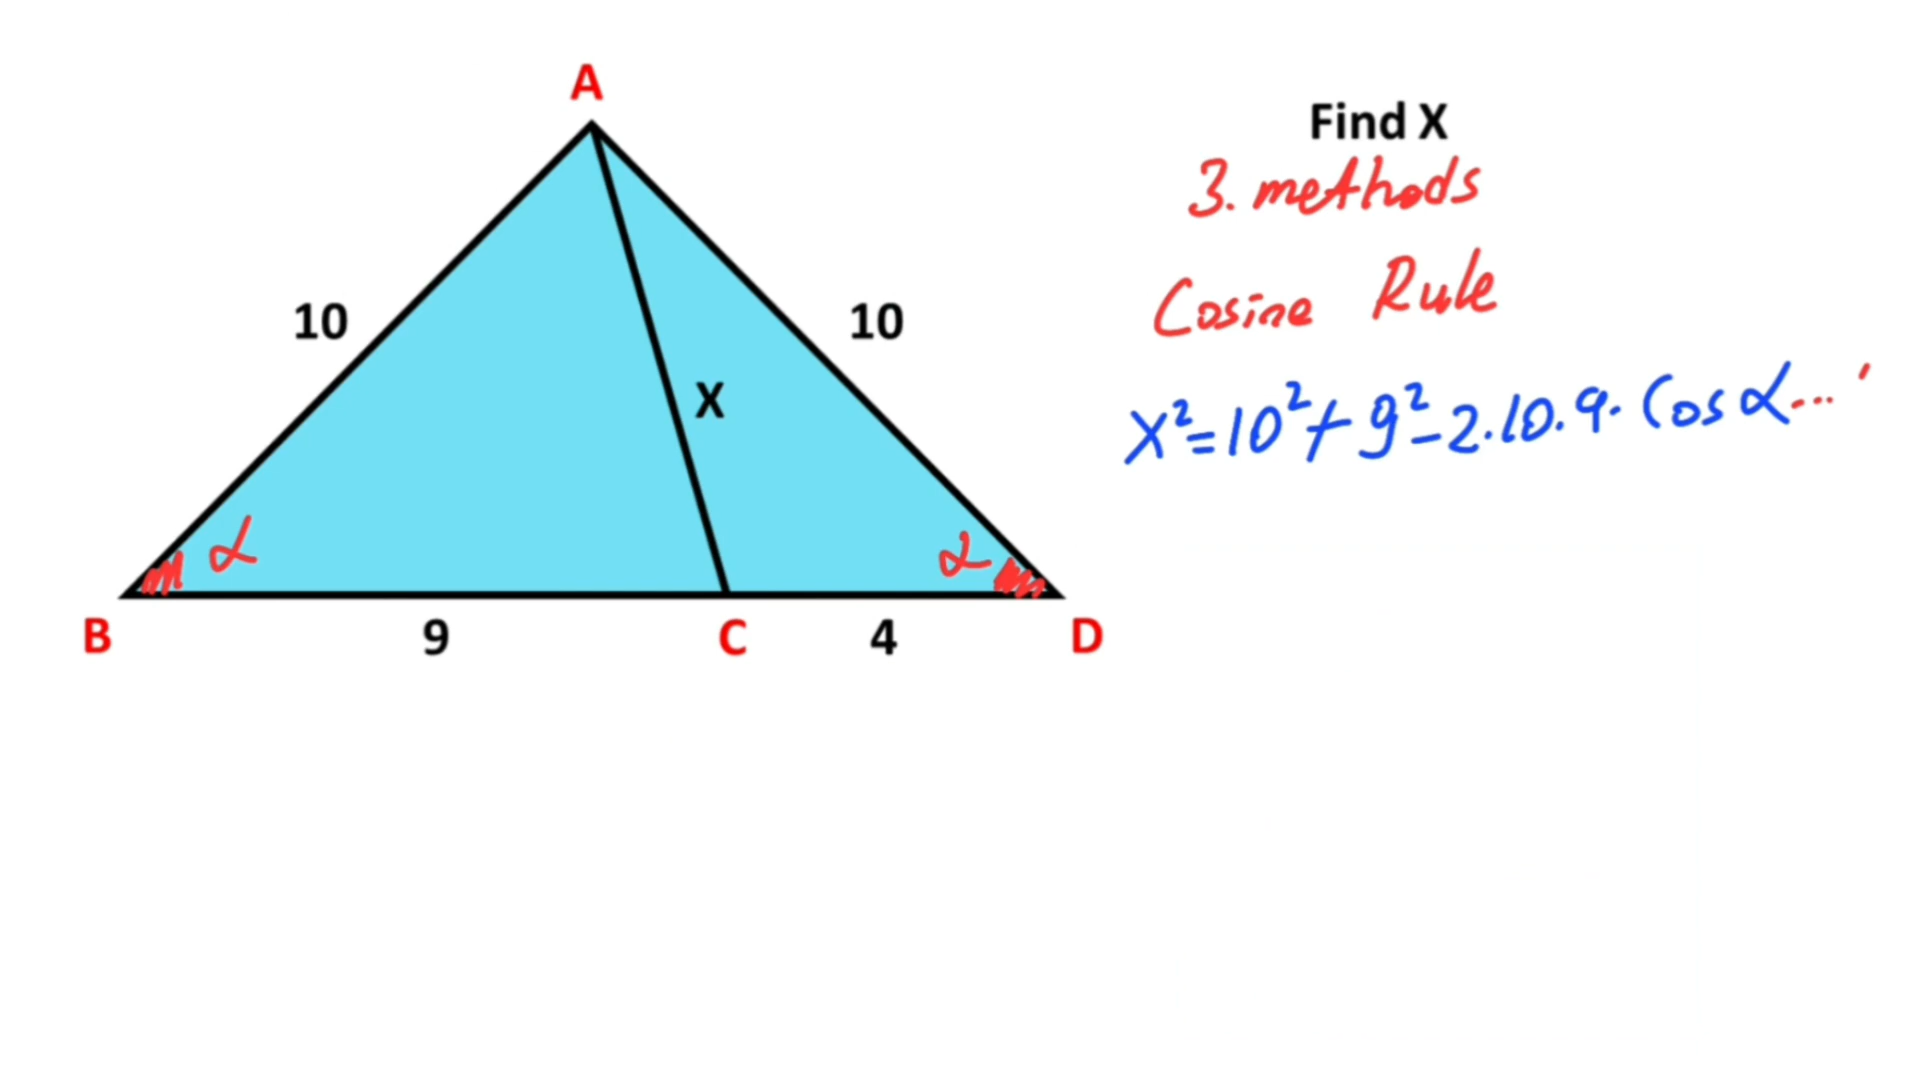 A
Find X
3. methods
Cosine Rule
10
10
X
X²=10²+9²-2.10.9.Cosα...'
α
α
B
9
C
4
D